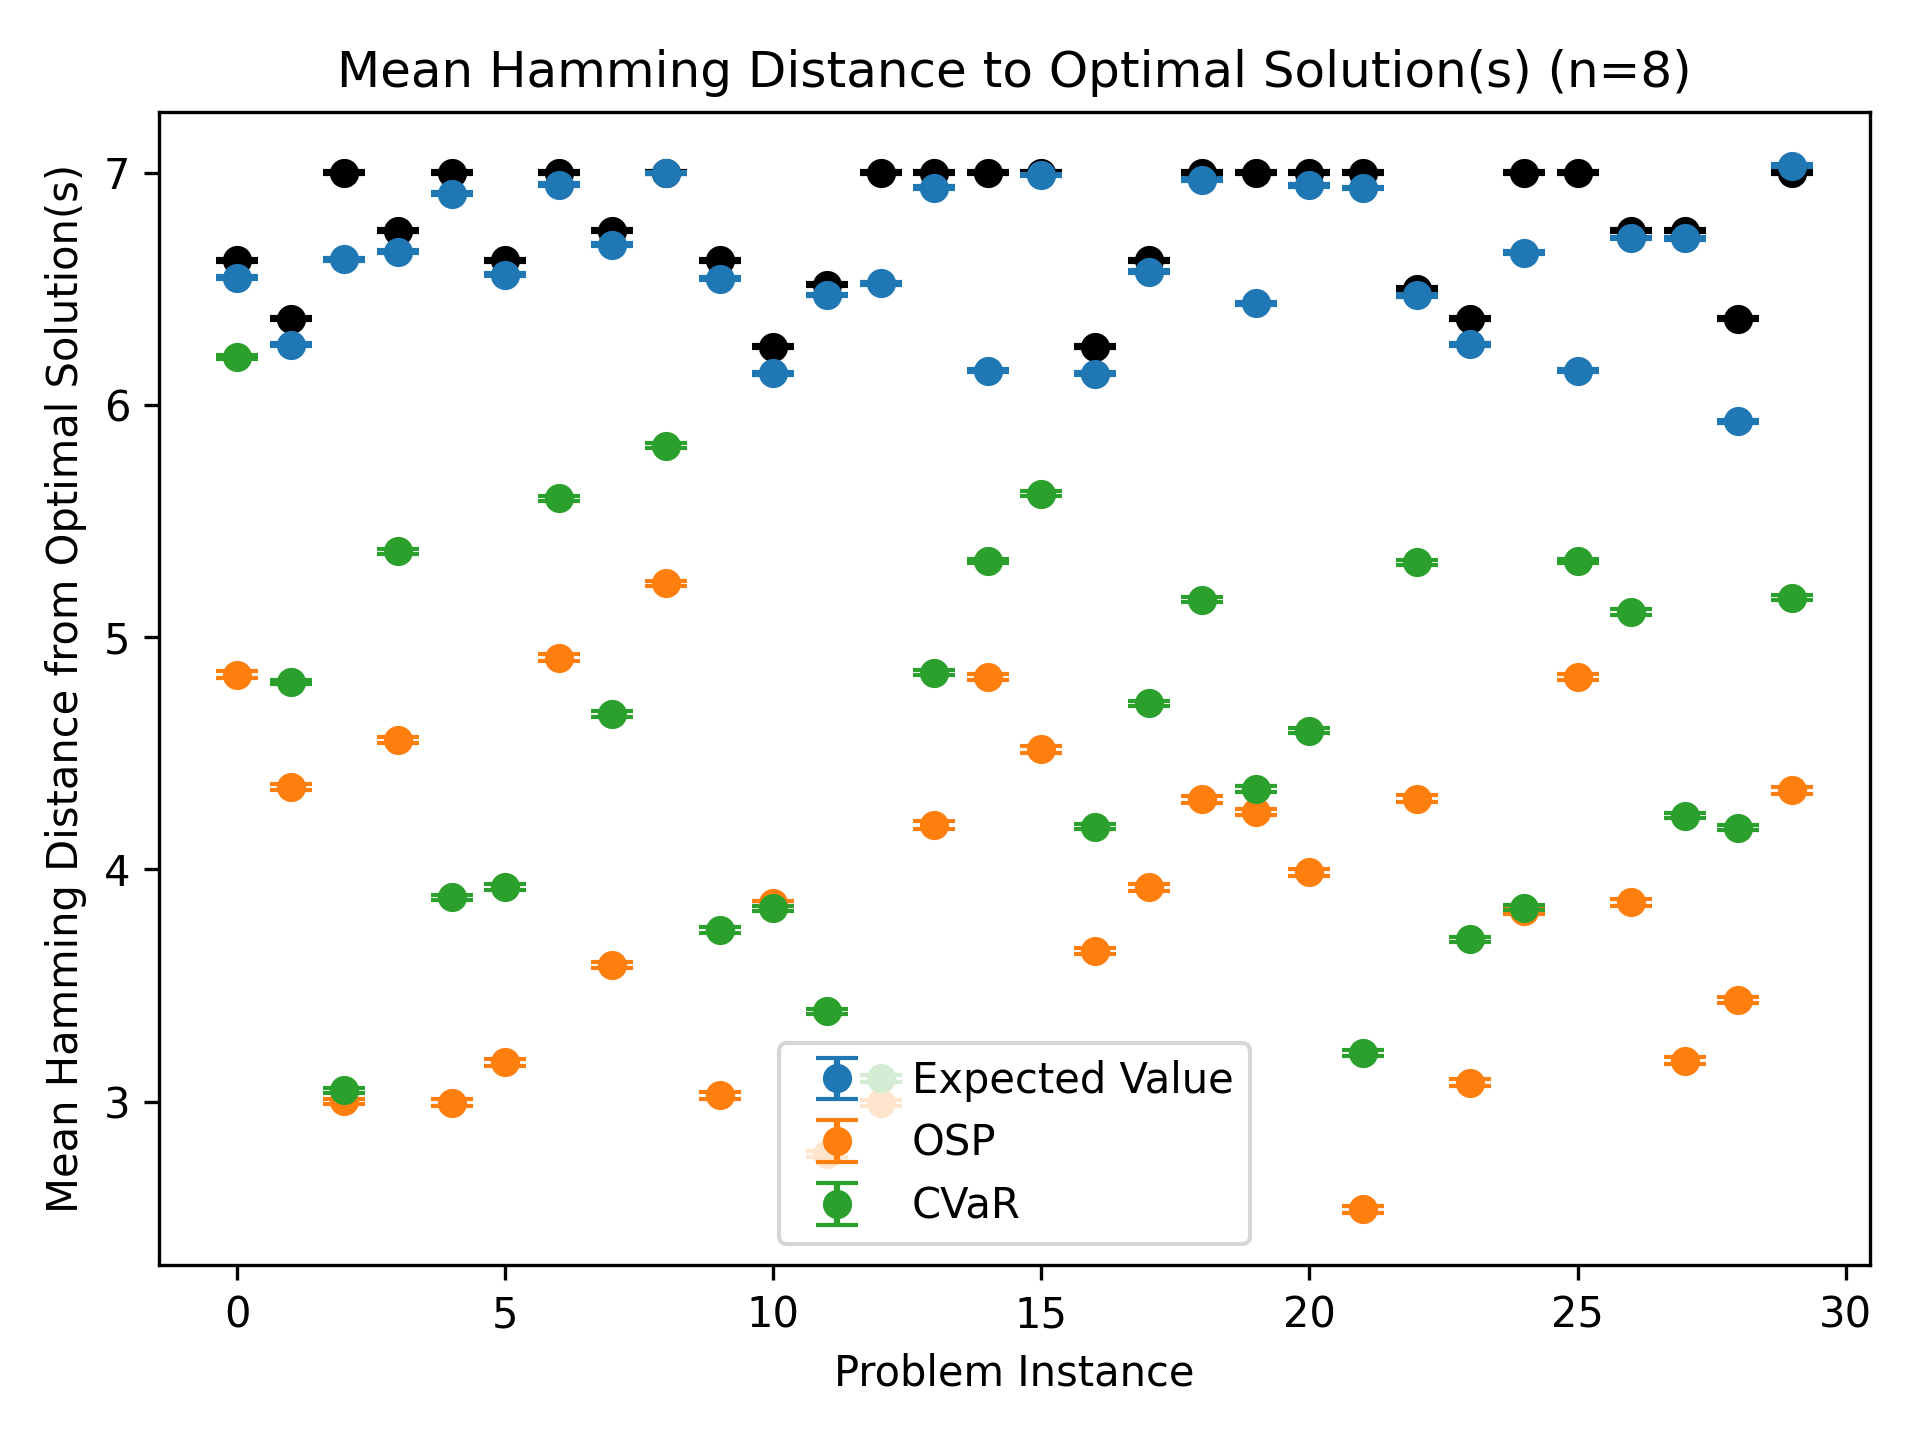 Mean Hamming Distance to Optimal Solution(s) (n=8)
Mean Hamming Distance from Optimal Solution(s)
7
6
5
4
3
Expected Value
OSP
CVaR
0 5 10 15 20 25 30
Problem Instance